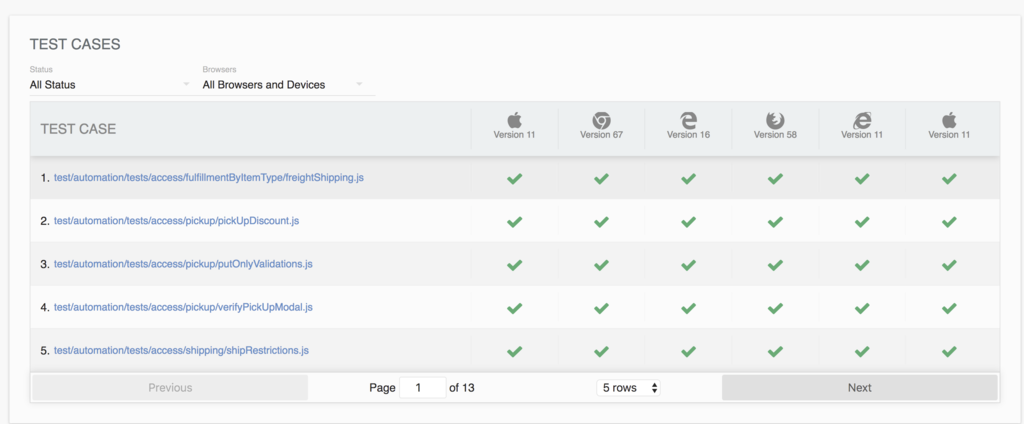 TEST CASES
Status Browsers
All Status All Browsers and Devices
TEST CASE Version 11 Version 67 Version 16 Version 58 Version 11 Version 11
1. test/automation/tests/access/fulfillmentByItemType/freightShipping.js
2. test/automation/tests/access/pickup/pickUpDiscount.js
3. test/automation/tests/access/pickup/putOnlyValidations.js
4. test/automation/tests/access/pickup/verifyPickUpModal.js
5. test/automation/tests/access/shipping/shipRestrictions.js
Previous Page 1 of 13 5 rows Next